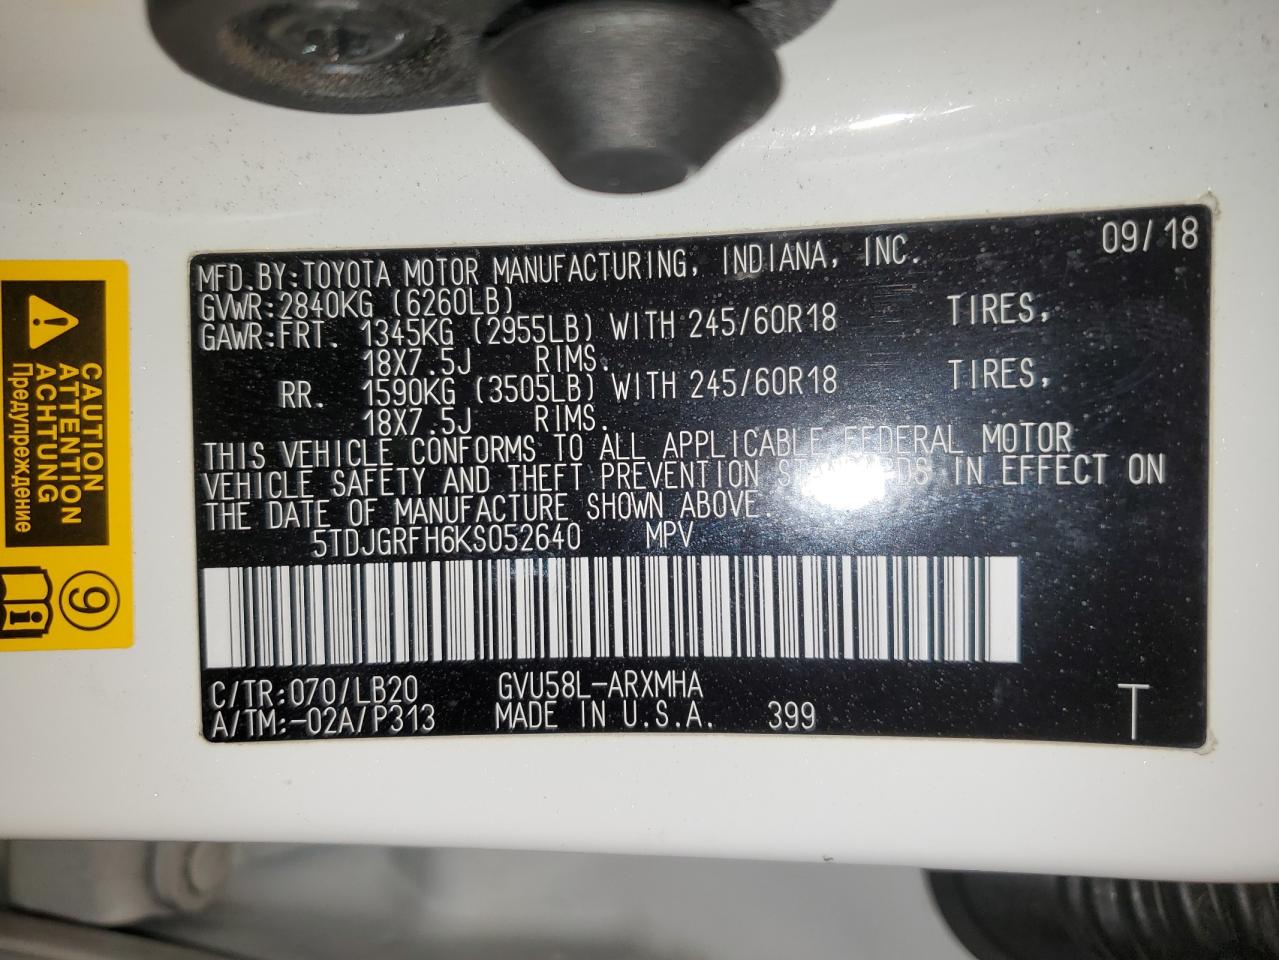 MFD.BY:TOYOTA MOTOR MANUFACTURING, INDIANA, INC. 09/18
GVWR:2840KG (6260LB)
GAWR:FRT. 1345KG (2955LB) WITH 245/60R18 TIRES,
18X7.5J RIMS.
RR. 1590KG (3505LB) WITH 245/60R18 TIRES,
18X7.5J RIMS.
THIS VEHICLE CONFORMS TO ALL APPLICABLE FEDERAL MOTOR
VEHICLE SAFETY AND THEFT PREVENTION STANDARDS IN EFFECT ON
THE DATE OF MANUFACTURE SHOWN ABOVE.
5TDJGRFH6KS052640 MPV
C/TR:070/LB20 GVU58L-ARXMHA
A/TM:-02A/P313 MADE IN U.S.A. 399 T
CAUTION
ATTENTION
ACHTUNG
Предупреждение
9